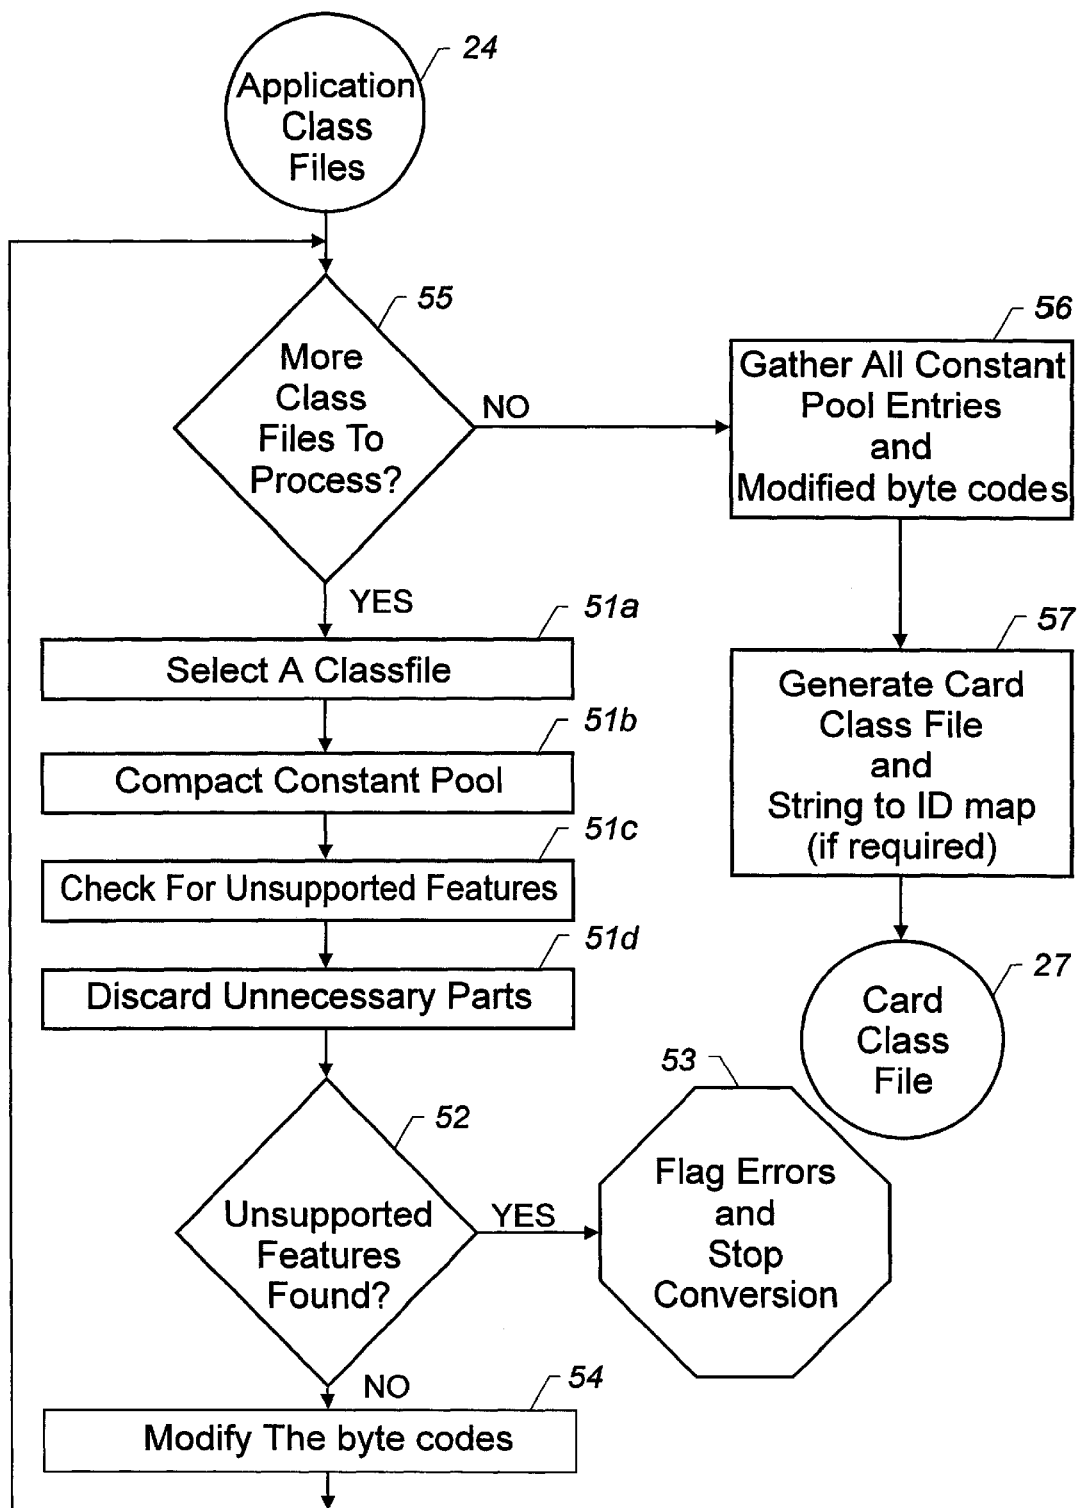 24
Application
Class
Files
55
More
Class
Files To
Process?
NO
YES
56
Gather All Constant
Pool Entries
and
Modified byte codes
51a
Select A Classfile
57
Generate Card
Class File
and
String to ID map
(if required)
51b
Compact Constant Pool
51c
Check For Unsupported Features
51d
Discard Unnecessary Parts
27
Card
Class
File
52
Unsupported
Features
Found?
YES
53
Flag Errors
and
Stop
Conversion
NO
54
Modify The byte codes